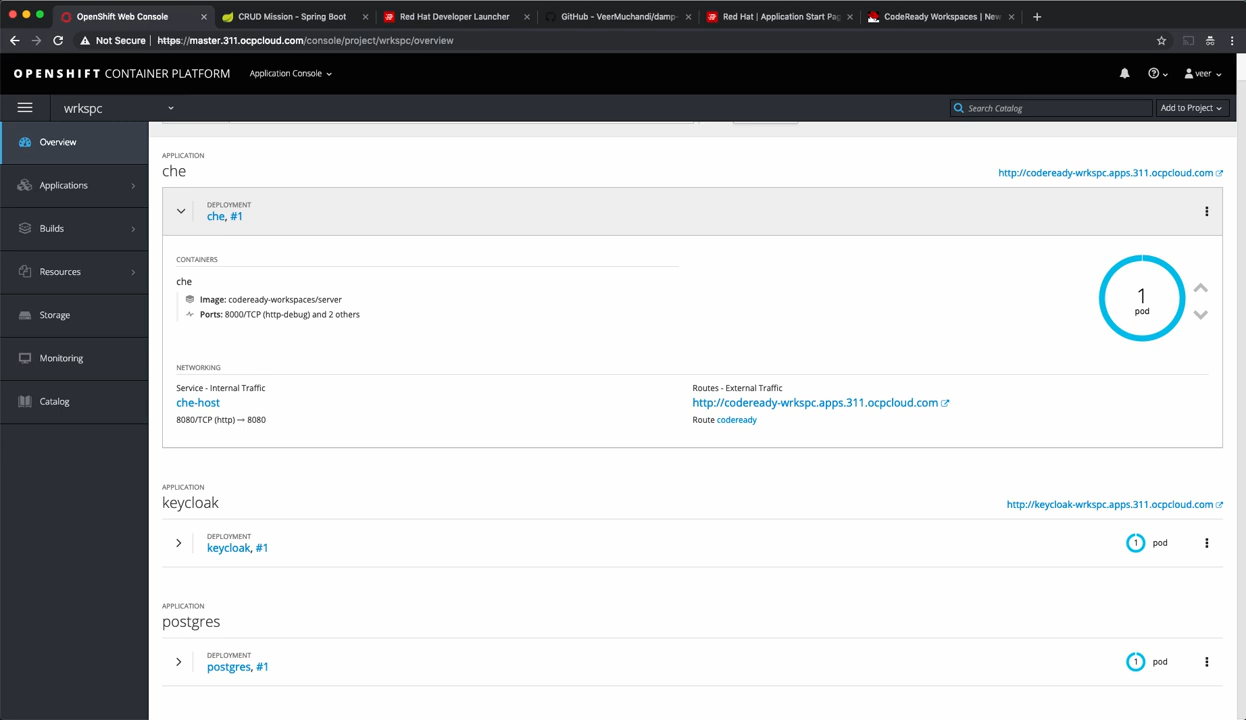 OpenShift Web Console
CRUD Mission - Spring Boot
Red Hat Developer Launcher
GitHub - VeerMuchandi/damp-
Red Hat | Application Start Pag
CodeReady Workspaces | New
Not Secure | https://master.311.ocpcloud.com/console/project/wrkspc/overview
OPENSHIFT CONTAINER PLATFORM
Application Console
veer
wrkspc
Search Catalog
Add to Project
Overview
Applications
Builds
Resources
Storage
Monitoring
Catalog
APPLICATION
che
http://codeready-wrkspc.apps.311.ocpcloud.com
DEPLOYMENT
che, #1
CONTAINERS
che
Image: codeready-workspaces/server
Ports: 8000/TCP (http-debug) and 2 others
1
pod
NETWORKING
Service - Internal Traffic
che-host
8080/TCP (http) → 8080
Routes - External Traffic
http://codeready-wrkspc.apps.311.ocpcloud.com
Route codeready
APPLICATION
keycloak
http://keycloak-wrkspc.apps.311.ocpcloud.com
DEPLOYMENT
keycloak, #1
1 pod
APPLICATION
postgres
DEPLOYMENT
postgres, #1
1 pod